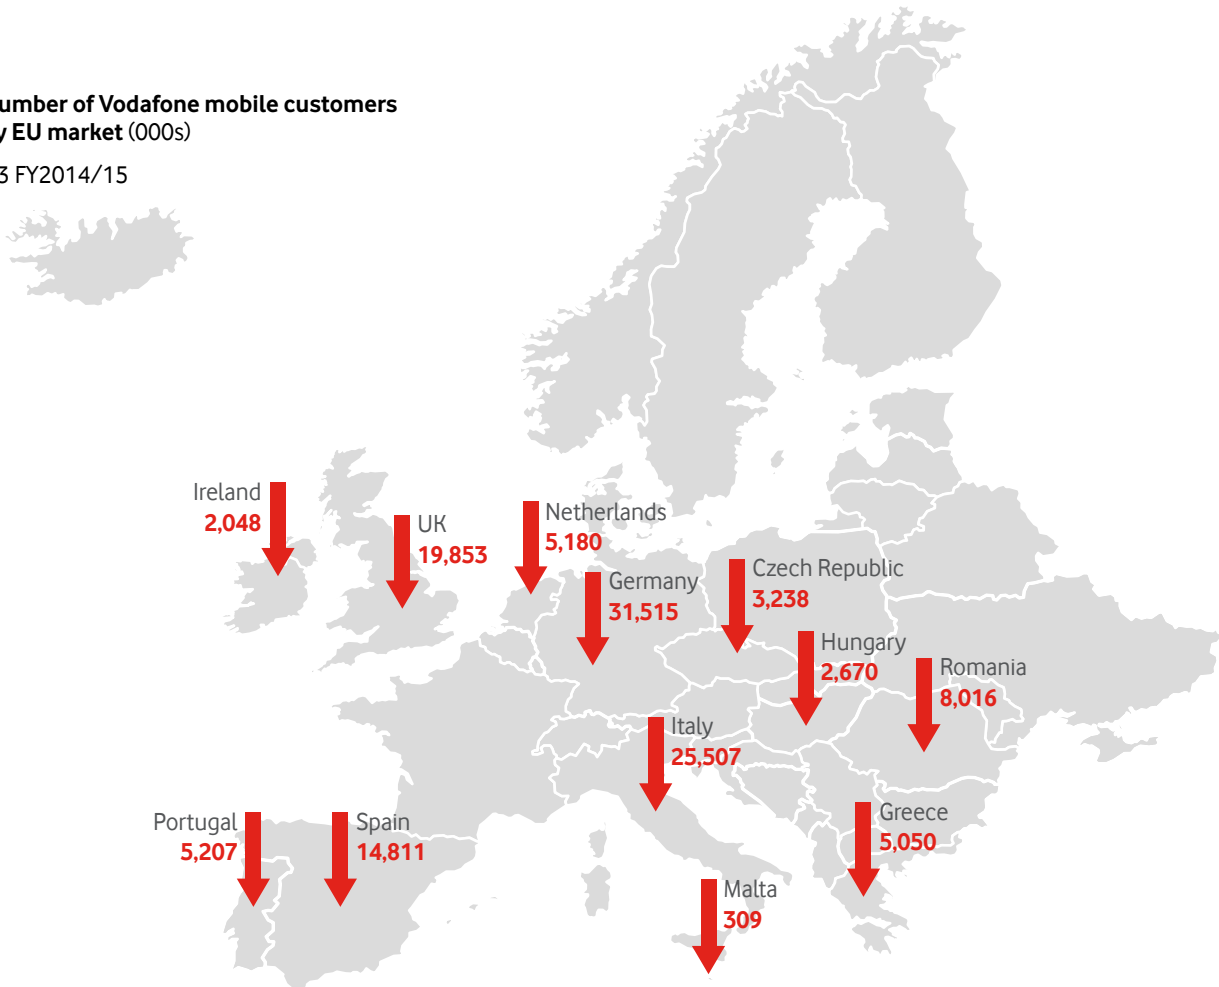 umber of Vodafone mobile customers
y EU market (000s)
3 FY2014/15
Ireland
2,048
UK
19,853
Netherlands
5,180
Germany
31,515
Czech Republic
3,238
Hungary
2,670
Romania
8,016
Italy
25,507
Portugal
5,207
Spain
14,811
Greece
5,050
Malta
309